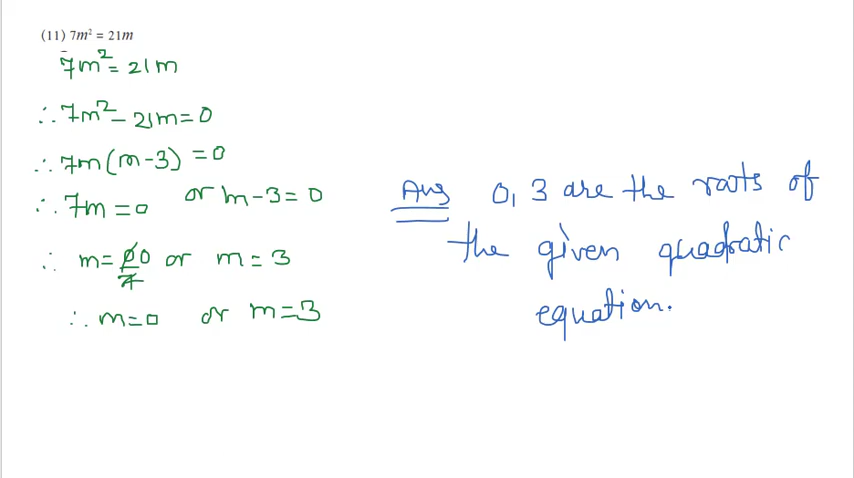 (11) 7m² = 21m
7m² = 21m
∴ 7m² - 21m = 0
∴ 7m (m - 3) = 0
∴ 7m = 0 or m - 3 = 0
∴ m = 0/7 0 or m = 3
∴ m = 0 or m = 3
Ans 0, 3 are the roots of
the given quadratic
equation.